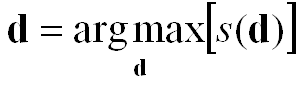 d = arg max[s(d)]
d